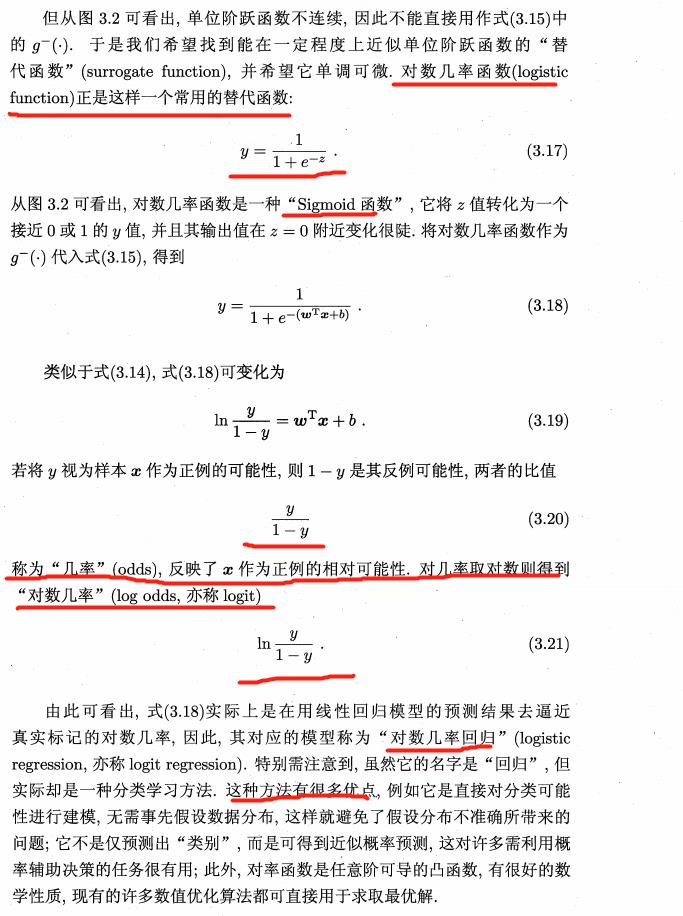 但从图 3.2 可看出, 单位阶跃函数不连续, 因此不能直接用作式(3.15)中
的 g⁻(·). 于是我们希望找到能在一定程度上近似单位阶跃函数的 “替
代函数” (surrogate function), 并希望它单调可微. 对数几率函数(logistic
function)正是这样一个常用的替代函数:
y = 1 / (1 + e^{-z}) . (3.17)
从图 3.2 可看出, 对数几率函数是一种 “Sigmoid 函数” , 它将 z 值转化为一个
接近 0 或 1 的 y 值, 并且其输出值在 z = 0 附近变化很陡. 将对数几率函数作为
g⁻(·) 代入式(3.15), 得到
y = 1 / (1 + e^{-(w^T x+b)}) . (3.18)
类似于式(3.14), 式(3.18)可变化为
ln y / (1 − y) = w^T x + b . (3.19)
若将 y 视为样本 x 作为正例的可能性, 则 1 − y 是其反例可能性, 两者的比值
y / (1 − y) (3.20)
称为 “几率” (odds), 反映了 x 作为正例的相对可能性. 对几率取对数则得到
“对数几率” (log odds, 亦称 logit)
ln y / (1 − y) . (3.21)
由此可看出, 式(3.18)实际上是在用线性回归模型的预测结果去逼近
真实标记的对数几率, 因此, 其对应的模型称为 “对数几率回归” (logistic
regression, 亦称 logit regression). 特别需注意到, 虽然它的名字是 “回归” , 但
实际却是一种分类学习方法. 这种方法有很多优点, 例如它是直接对分类可能
性进行建模, 无需事先假设数据分布, 这样就避免了假设分布不准确所带来的
问题; 它不是仅预测出 “类别” , 而是可得到近似概率预测, 这对许多需利用概
率辅助决策的任务很有用; 此外, 对率函数是任意阶可导的凸函数, 有很好的数
学性质, 现有的许多数值优化算法都可直接用于求取最优解.